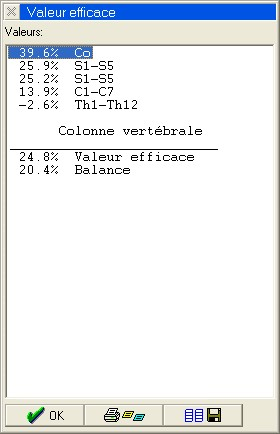 Valeur efficace
Valeurs:
39.6% Co
25.9% S1-S5
25.2% S1-S5
13.9% C1-C7
-2.6% Th1-Th12
Colonne vertébrale
24.8% Valeur efficace
20.4% Balance
OK